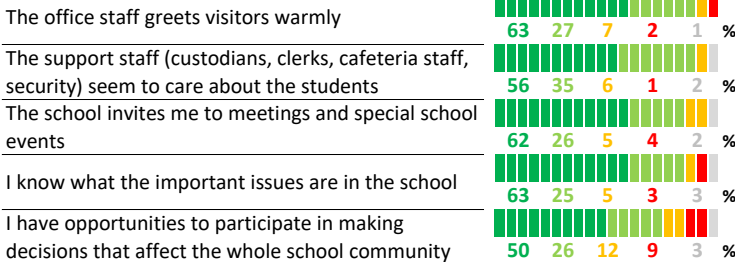 The office staff greets visitors warmly
63 27 7 2 1 %
The support staff (custodians, clerks, cafeteria staff,
security) seem to care about the students
56 35 6 1 2 %
The school invites me to meetings and special school
events
62 26 5 4 2 %
I know what the important issues are in the school
63 25 5 3 3 %
I have opportunities to participate in making
decisions that affect the whole school community
50 26 12 9 3 %